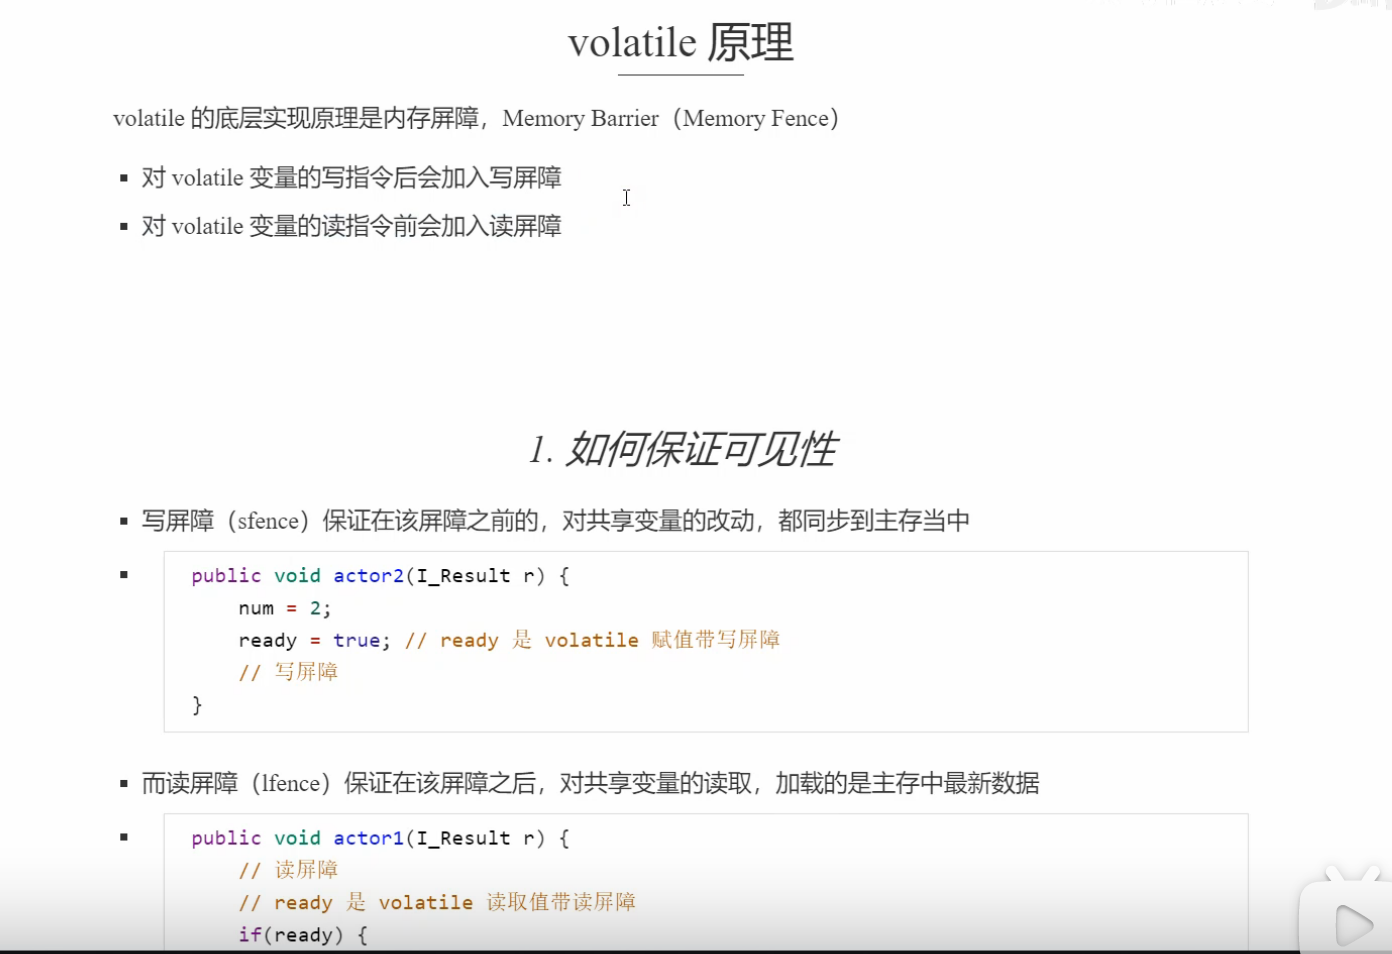 volatile 原理
volatile 的底层实现原理是内存屏障，Memory Barrier（Memory Fence）
对 volatile 变量的写指令后会加入写屏障
对 volatile 变量的读指令前会加入读屏障
1. 如何保证可见性
写屏障（sfence）保证在该屏障之前的，对共享变量的改动，都同步到主存当中
public void actor2(I_Result r) {
num = 2;
ready = true; // ready 是 volatile 赋值带写屏障
// 写屏障
}
而读屏障（lfence）保证在该屏障之后，对共享变量的读取，加载的是主存中最新数据
public void actor1(I_Result r) {
// 读屏障
// ready 是 volatile 读取值带读屏障
if(ready) {